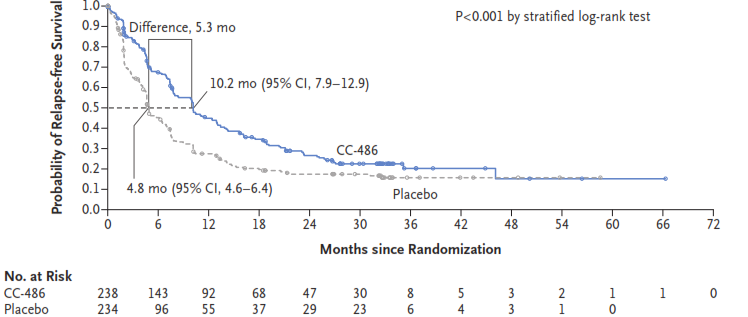 Probability of Relapse-free Survival
1.0
0.9
0.8
0.7
0.6
0.5
0.4
0.3
0.2
0.1
0.0
P<0.001 by stratified log-rank test
Difference, 5.3 mo
10.2 mo (95% CI, 7.9–12.9)
4.8 mo (95% CI, 4.6–6.4)
CC-486
Placebo
0 6 12 18 24 30 36 42 48 54 60 66 72
Months since Randomization
No. at Risk
CC-486 238 143 92 68 47 30 8 5 3 2 1 1 0
Placebo 234 96 55 37 29 23 6 4 3 1 0